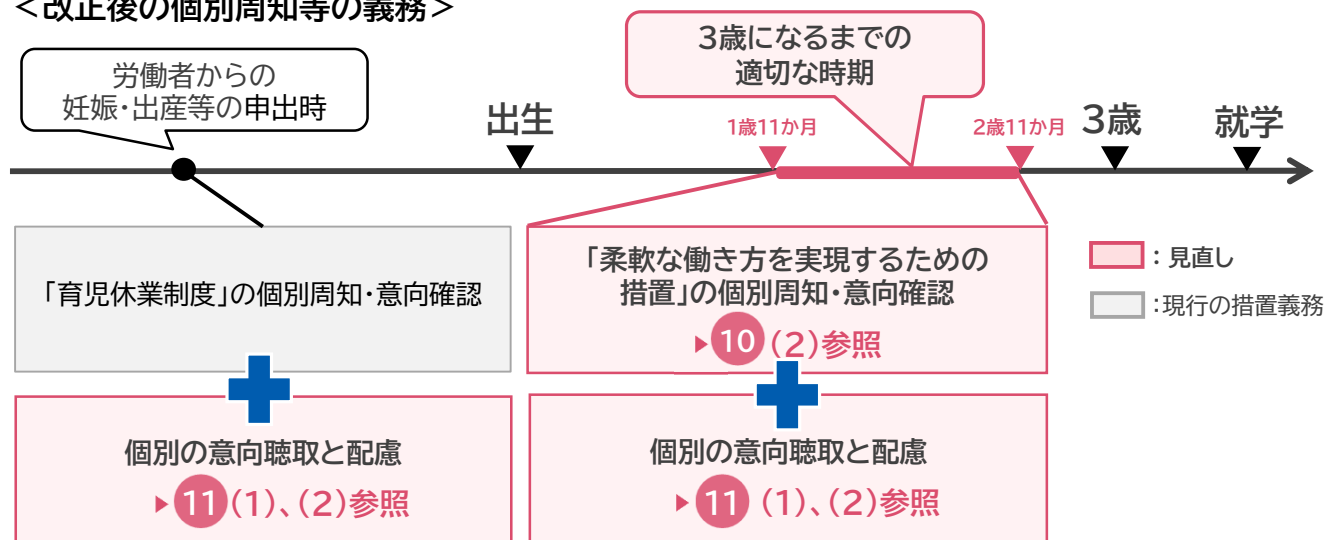 ＜改正後の個別周知等の義務＞
労働者からの
妊娠・出産等の申出時
3歳になるまでの
適切な時期
出生
1歳11か月
2歳11か月
3歳
就学
「育児休業制度」の個別周知・意向確認
「柔軟な働き方を実現するための
措置」の個別周知・意向確認
▶10(2)参照
：見直し
：現行の措置義務
個別の意向聴取と配慮
▶11(1)、(2)参照
個別の意向聴取と配慮
▶11(1)、(2)参照